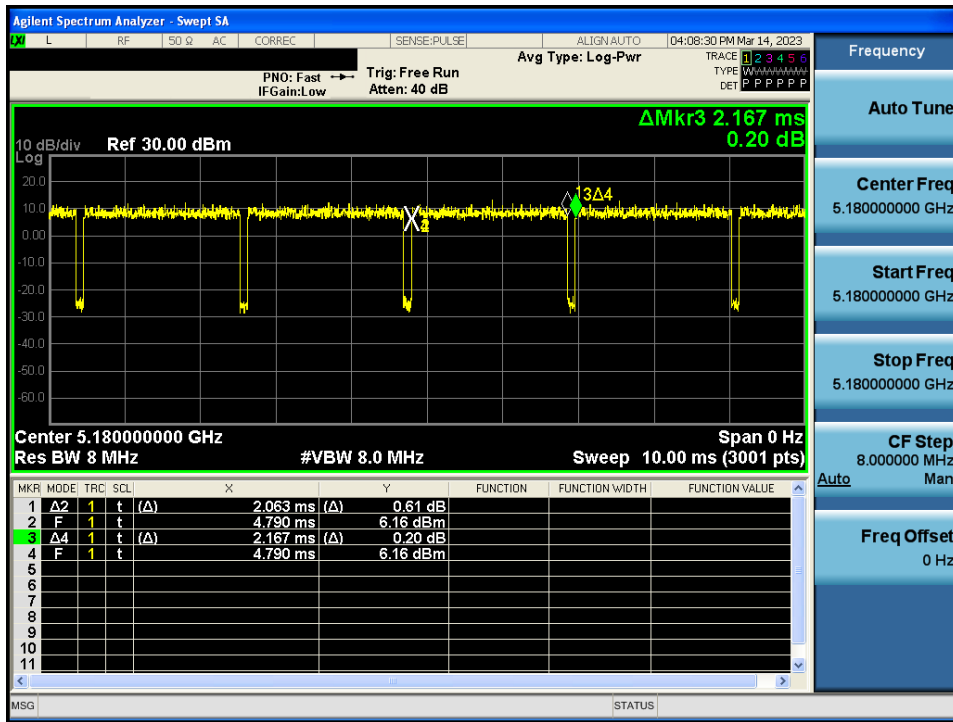 Agilent Spectrum Analyzer - Swept SA
LXI L RF 50 Ω AC CORREC SENSE:PULSE ALIGN AUTO 04:08:30 PM Mar 14, 2023
Avg Type: Log-Pwr TRACE 1 2 3 4 5 6
PNO: Fast Trig: Free Run TYPE WWWWWW
IFGain:Low Atten: 40 dB DET P P P P P P
ΔMkr3 2.167 ms
0.20 dB
10 dB/div Ref 30.00 dBm
Log
20.0
10.0
0.00
-10.0
-20.0
-30.0
-40.0
-50.0
-60.0
13Δ4
Center 5.180000000 GHz Span 0 Hz
Res BW 8 MHz #VBW 8.0 MHz Sweep 10.00 ms (3001 pts)
MKR MODE TRC SCL X Y FUNCTION FUNCTION WIDTH FUNCTION VALUE
1 Δ2 1 t (Δ) 2.063 ms (Δ) 0.61 dB
2 F 1 t 4.790 ms 6.16 dBm
3 Δ4 1 t (Δ) 2.167 ms (Δ) 0.20 dB
4 F 1 t 4.790 ms 6.16 dBm
5
6
7
8
9
10
11
MSG STATUS
Frequency
Auto Tune
Center Freq
5.180000000 GHz
Start Freq
5.180000000 GHz
Stop Freq
5.180000000 GHz
CF Step
8.000000 MHz
Auto Man
Freq Offset
0 Hz